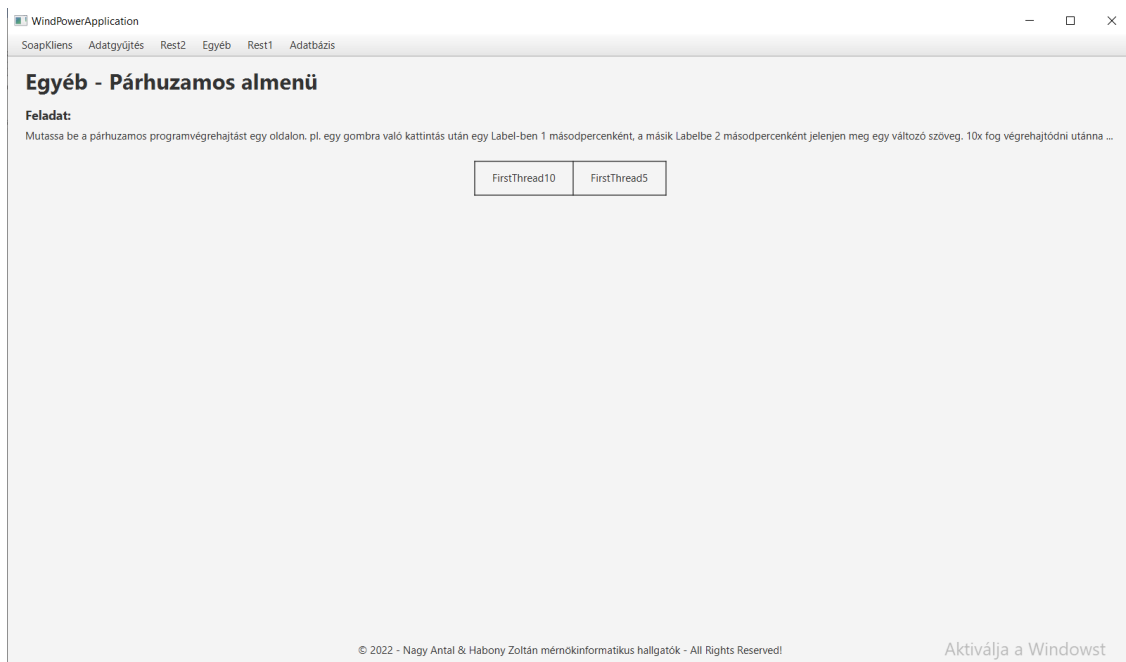 WindPowerApplication
SoapKliens Adatgyűjtés Rest2 Egyéb Rest1 Adatbázis
Egyéb - Párhuzamos almenü
Feladat:
Mutassa be a párhuzamos programvégrehajtást egy oldalon. pl. egy gombra való kattintás után egy Label-ben 1 másodpercenként, a másik Labelbe 2 másodpercenként jelenjen meg egy változó szöveg. 10x fog végrehajtódni utánna ...
FirstThread10 FirstThread5
© 2022 - Nagy Antal & Habony Zoltán mérnökinformatikus hallgatók - All Rights Reserved!
Aktiválja a Windowst